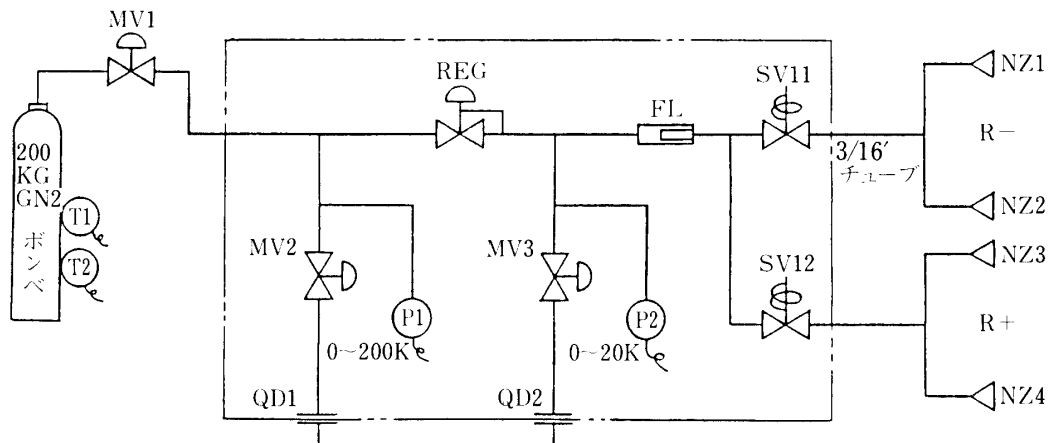 MV1
REG
SV11
FL
NZ1
R−
3/16′
チューブ
NZ2
200
KG
GN2
ボンベ
T1
T2
MV2
MV3
SV12
NZ3
R+
P1
P2
0~200K
0~20K
QD1
QD2
NZ4